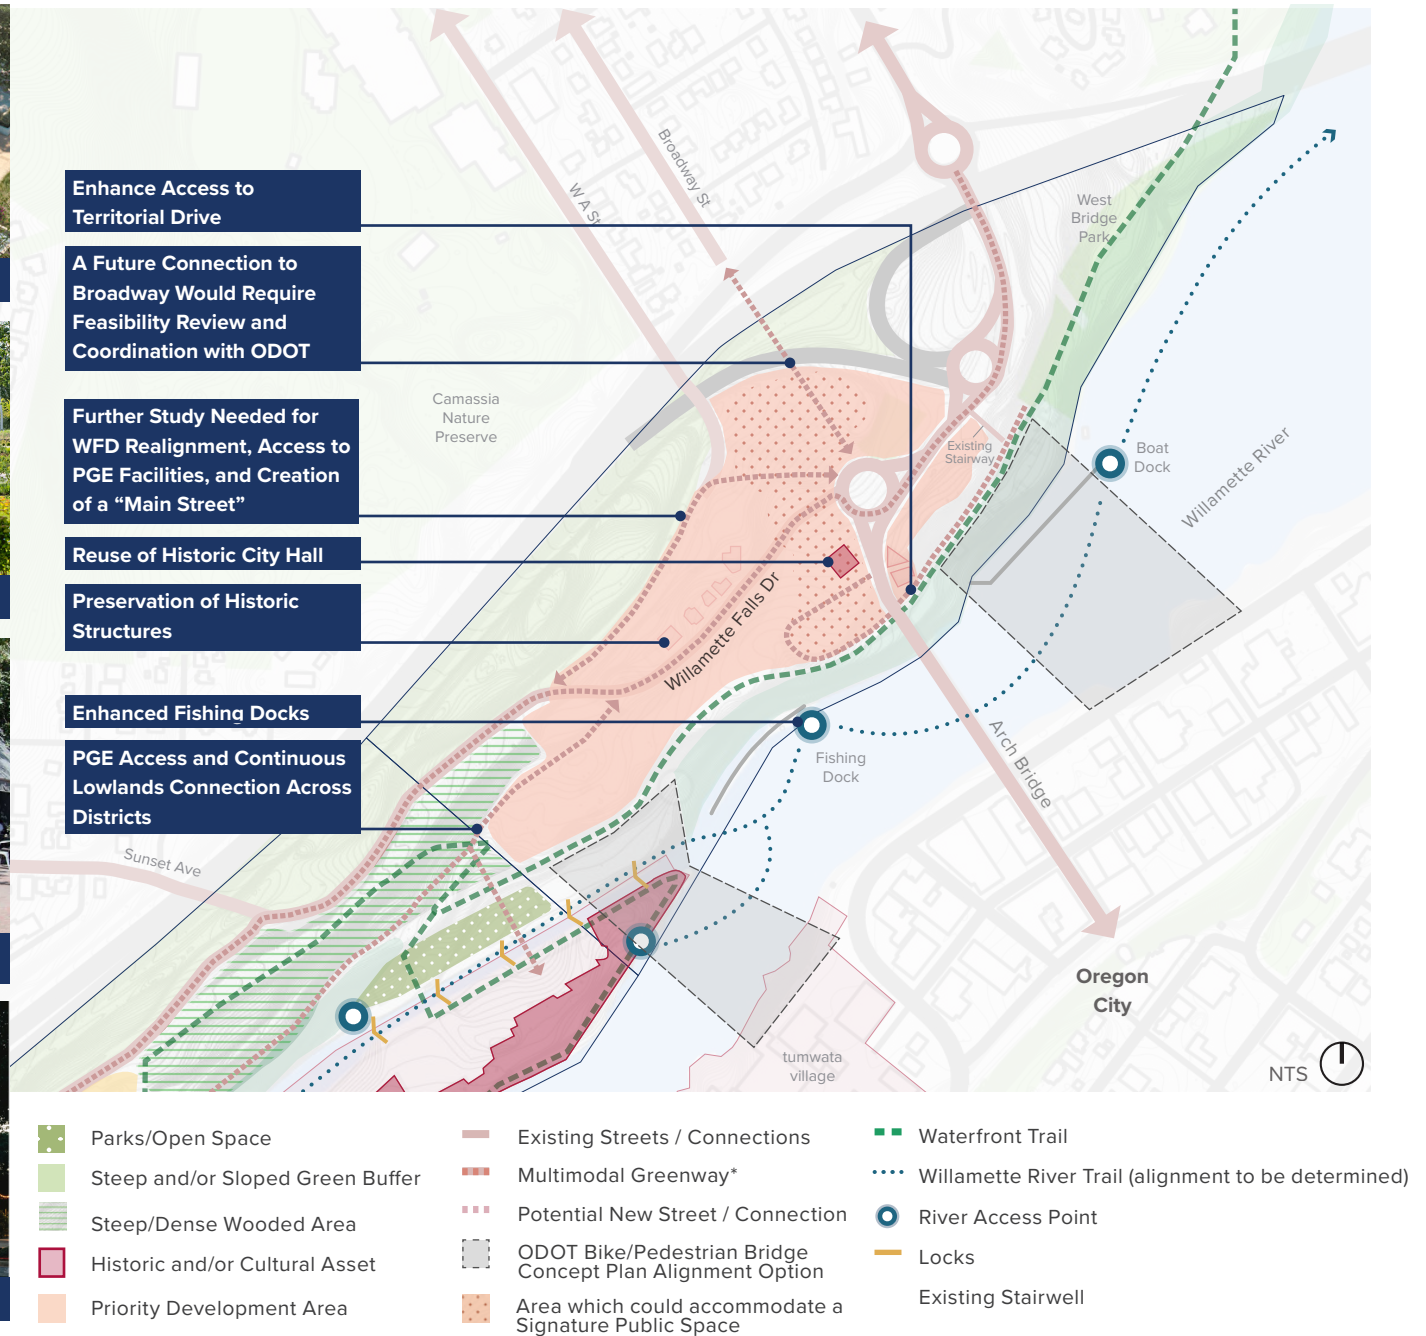 Enhance Access to
Territorial Drive
A Future Connection to
Broadway Would Require
Feasibility Review and
Coordination with ODOT
Further Study Needed for
WFD Realignment, Access to
PGE Facilities, and Creation
of a “Main Street”
Reuse of Historic City Hall
Preservation of Historic
Structures
Enhanced Fishing Docks
PGE Access and Continuous
Lowlands Connection Across
Districts
W A St
Broadway St
West
Bridge
Park
Camassia
Nature
Preserve
Existing
Stairway
Boat
Dock
Willamette River
Willamette Falls Dr
Fishing
Dock
Arch Bridge
Sunset Ave
Oregon
City
tumwata
village
NTS
Parks/Open Space
Steep and/or Sloped Green Buffer
Steep/Dense Wooded Area
Historic and/or Cultural Asset
Priority Development Area
Existing Streets / Connections
Multimodal Greenway*
Potential New Street / Connection
ODOT Bike/Pedestrian Bridge
Concept Plan Alignment Option
Area which could accommodate a
Signature Public Space
Waterfront Trail
Willamette River Trail (alignment to be determined)
River Access Point
Locks
Existing Stairwell